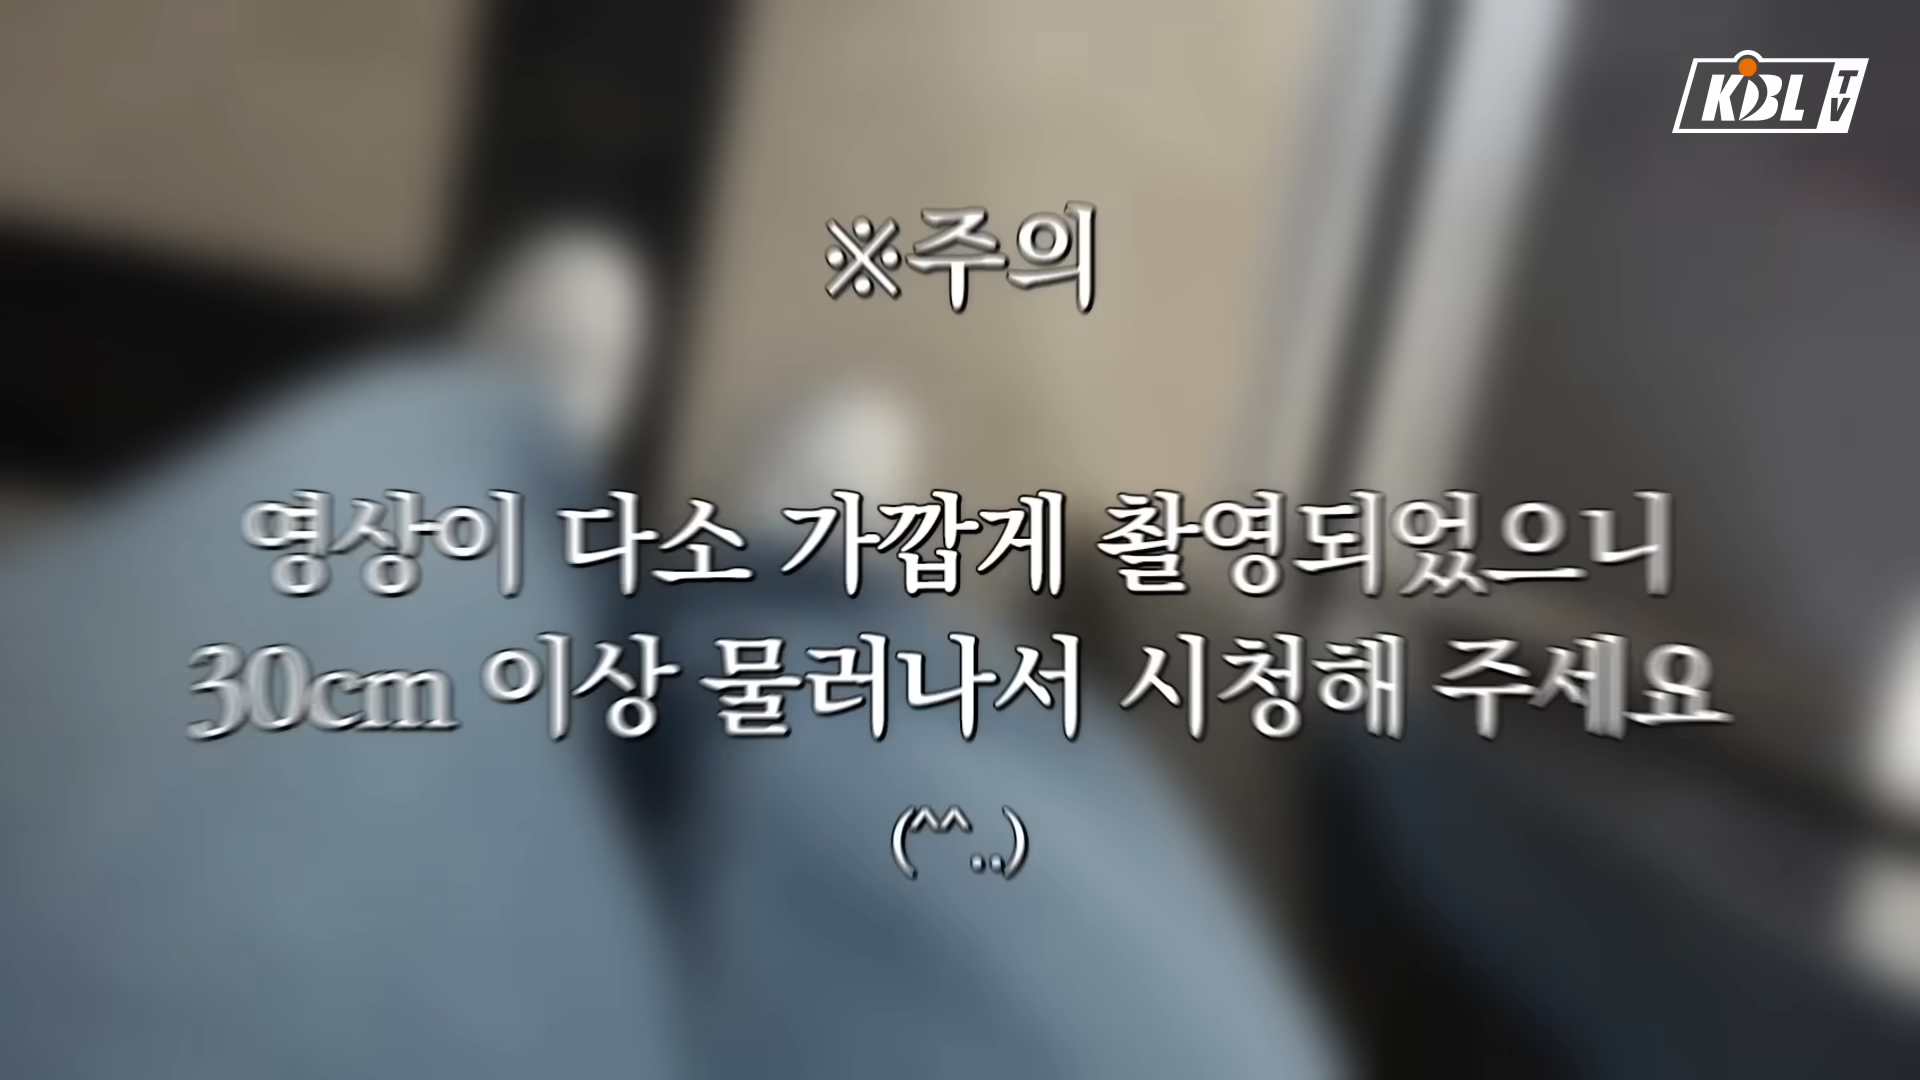 KBL TV
※주의
영상이 다소 가깝게 촬영되었으니
30cm 이상 물러나서 시청해 주세요
(^^..)